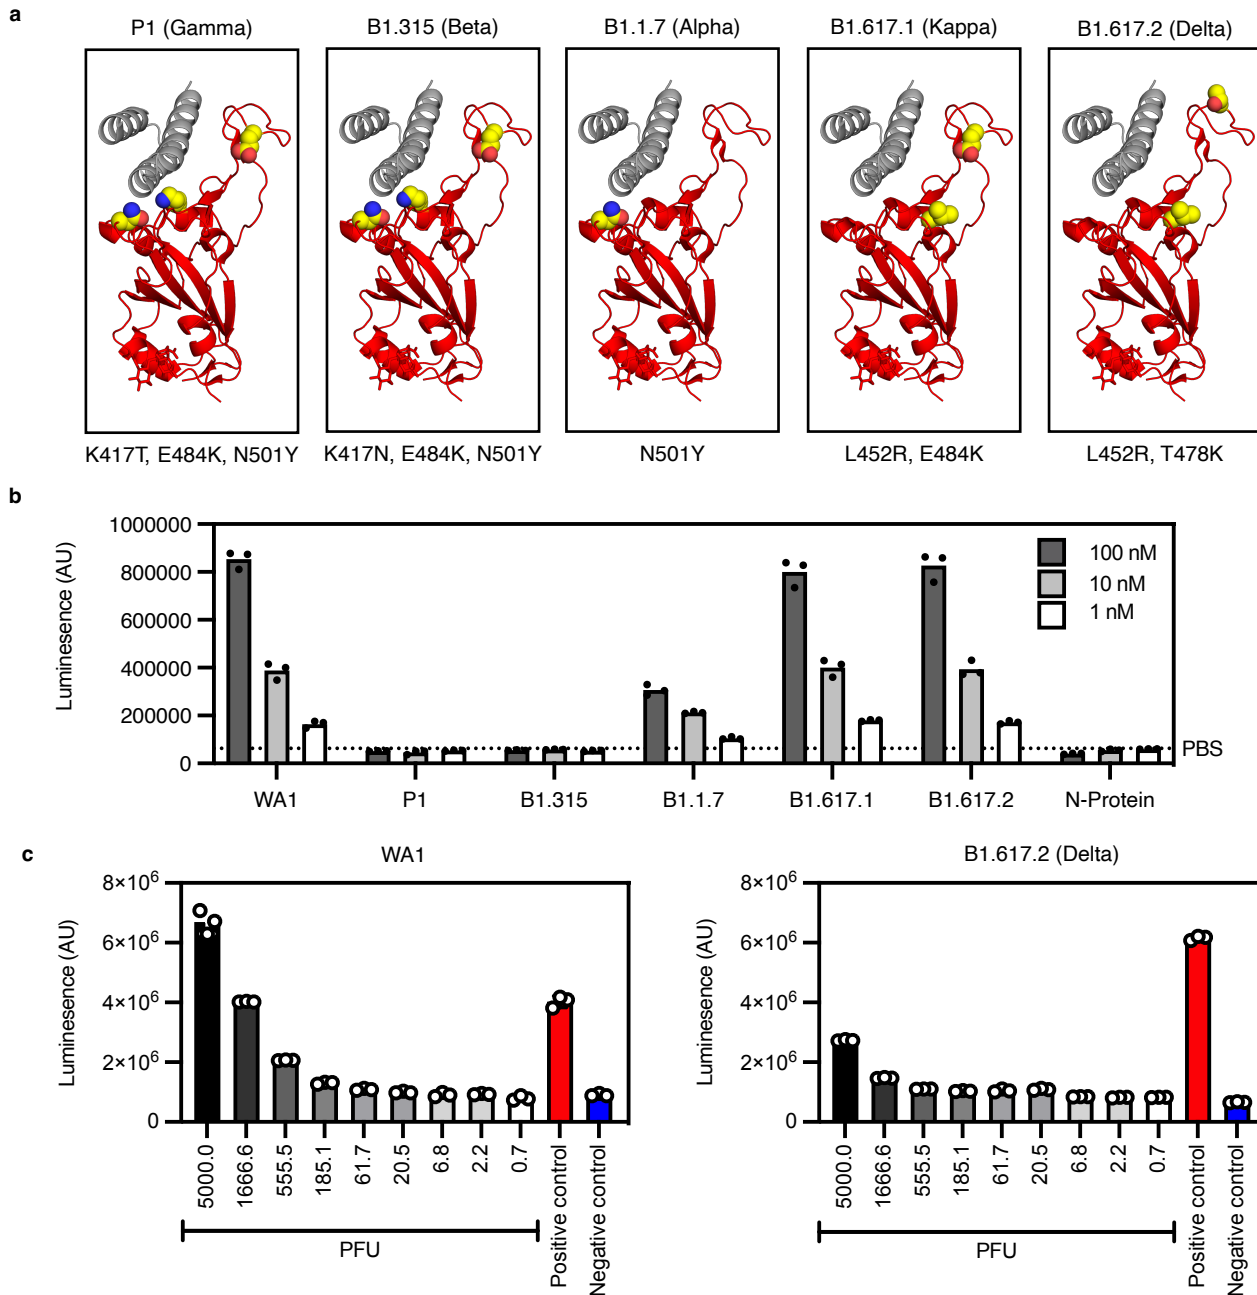 a
P1 (Gamma)
B1.315 (Beta)
B1.1.7 (Alpha)
B1.617.1 (Kappa)
B1.617.2 (Delta)
K417T, E484K, N501Y
K417N, E484K, N501Y
N501Y
L452R, E484K
L452R, T478K
b
Luminesence (AU)
1000000
800000
600000
400000
200000
0
100 nM
10 nM
1 nM
PBS
WA1
P1
B1.315
B1.1.7
B1.617.1
B1.617.2
N-Protein
c
WA1
Luminesence (AU)
8×10⁶
6×10⁶
4×10⁶
2×10⁶
0
5000.0
1666.6
555.5
185.1
61.7
20.5
6.8
2.2
0.7
Positive control
Negative control
PFU
B1.617.2 (Delta)
Luminesence (AU)
8×10⁶
6×10⁶
4×10⁶
2×10⁶
0
5000.0
1666.6
555.5
185.1
61.7
20.5
6.8
2.2
0.7
Positive control
Negative control
PFU